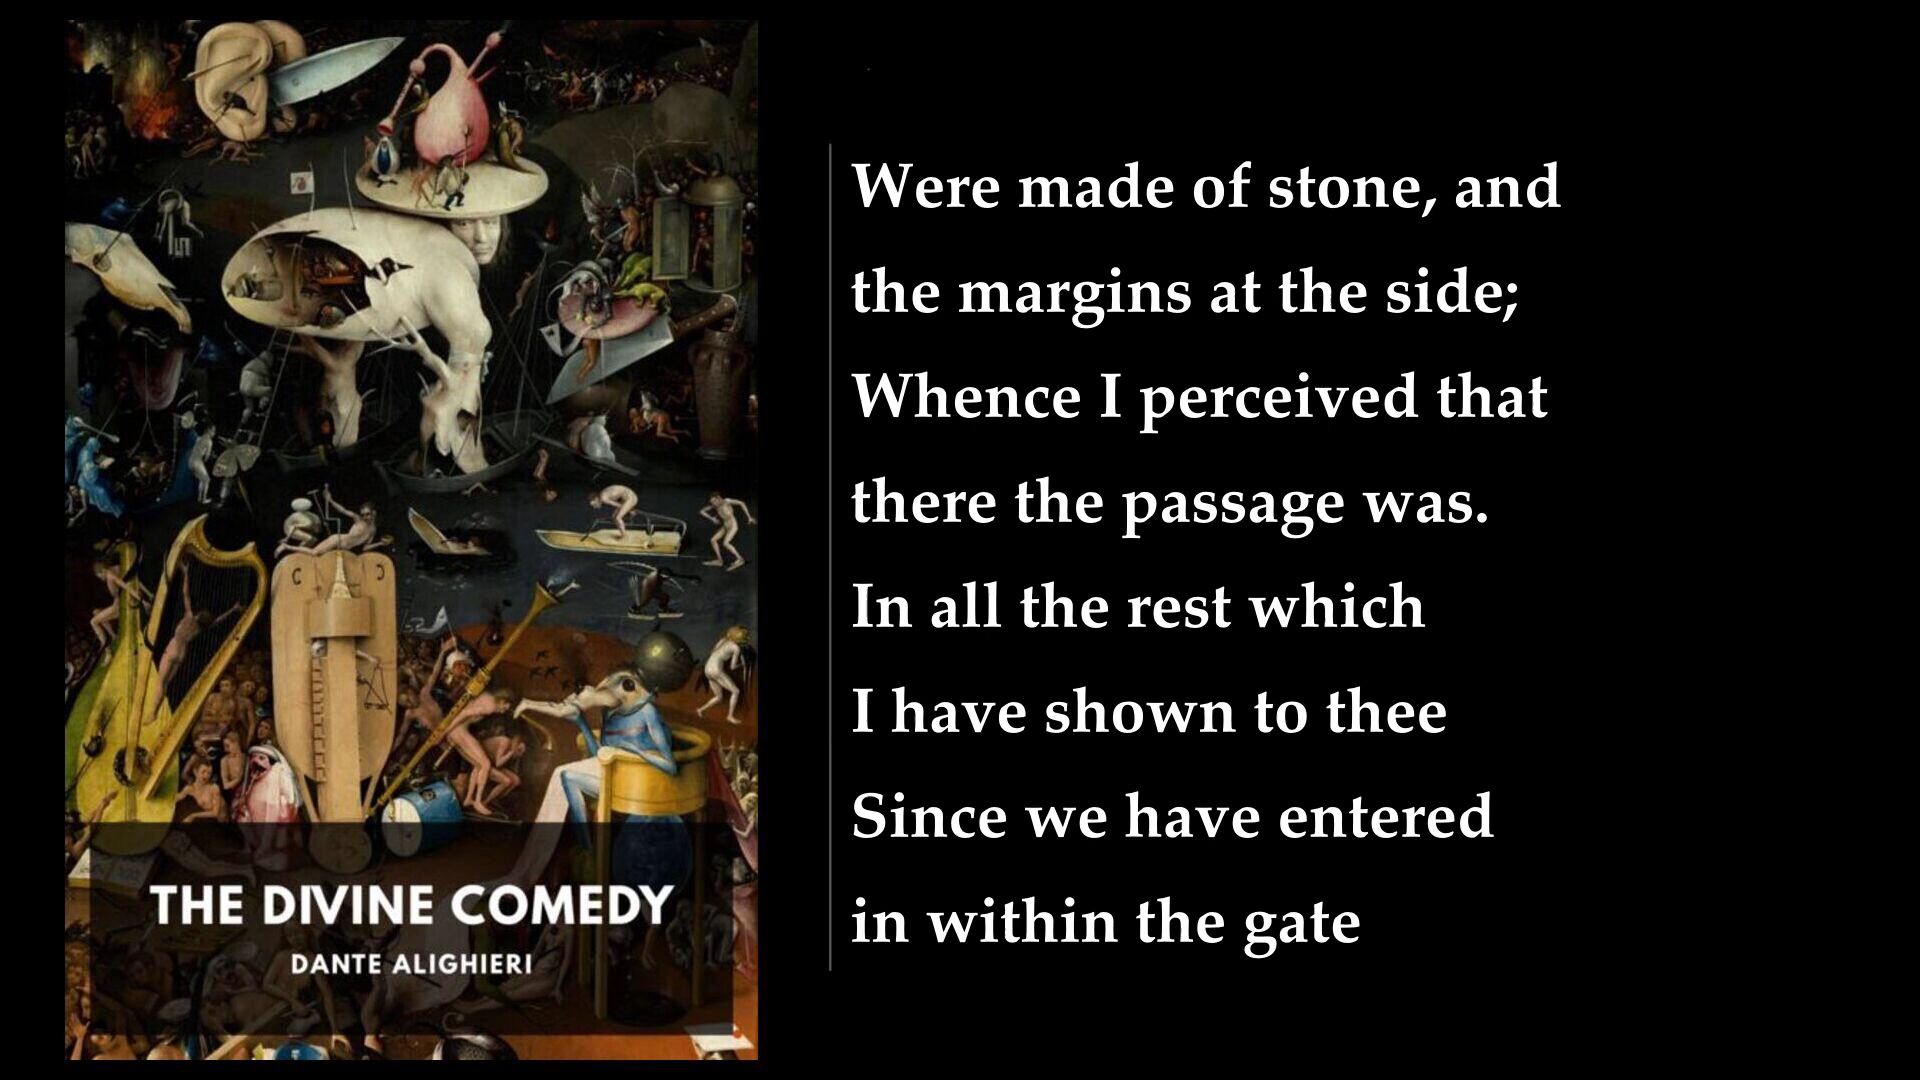 THE DIVINE COMEDY
DANTE ALIGHIERI
Were made of stone, and
the margins at the side;
Whence I perceived that
there the passage was.
In all the rest which
I have shown to thee
Since we have entered
in within the gate